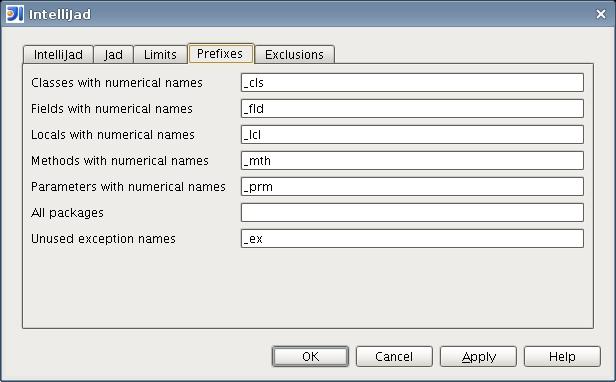 IntelliJad
IntelliJad Jad Limits Prefixes Exclusions
Classes with numerical names _cls
Fields with numerical names _fld
Locals with numerical names _lcl
Methods with numerical names _mth
Parameters with numerical names _prm
All packages
Unused exception names _ex
OK Cancel Apply Help